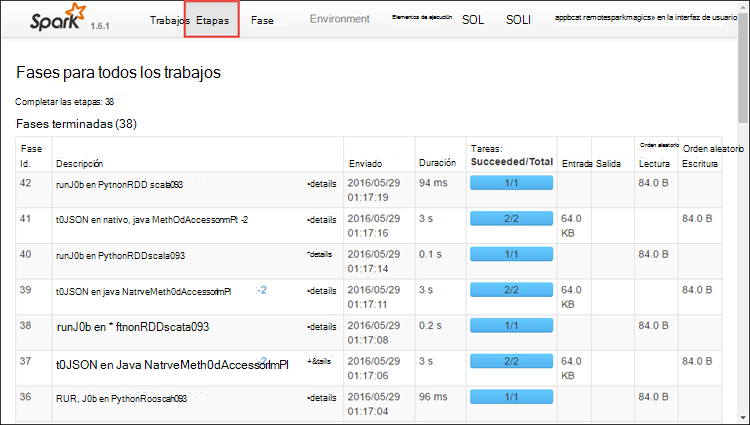 Spark 1.6.1 Trabajos Etapas Fase Environment Elementos de ejecución SOL SOLI appbcat remotesparkmagics» en la interfaz de usuario
Fases para todos los trabajos
Completar las etapas: 38
Fases terminadas (38)
Fase Id. Descripción Enviado Duración Tareas: Succeeded/Total Entrada Salida Orden aleatorio Lectura Orden aleatorio Escritura
42 runJ0b en PytnonRDD scala093 •details 2016/05/29 94 ms 1/1 84.0 B
01:17:19
41 t0JSON en nativo, java MethOdAccessormPt -2 •details 2016/05/29 3 s 2/2 64.0 84.0 B
01:17:16 KB
40 runJ0b en PythonRDDscala093 *details 2016/05/29 0.1 s 1/1 84.0 B
01:17:14
39 t0JSON en java NatrveMeth0dAccessorImPl -2 •details 2016/05/29 3 s 2/2 64.0 84.0 B
01:17:11 KB
38 runJ0b en * ftnonRDDscata093 •details 2016/05/29 0.2 s 1/1 84.0 B
01:17:08
37 t0JSON en Java NatrveMeth0dAccessorImPl -2 +&tails 2016/05/29 3 s 2/2 64.0 84.0 B
01:17:06 KB
36 RUR, J0b en PythonRooscah093 •details 2016/05/29 96 ms 1/1 84.0 B
01:17:04